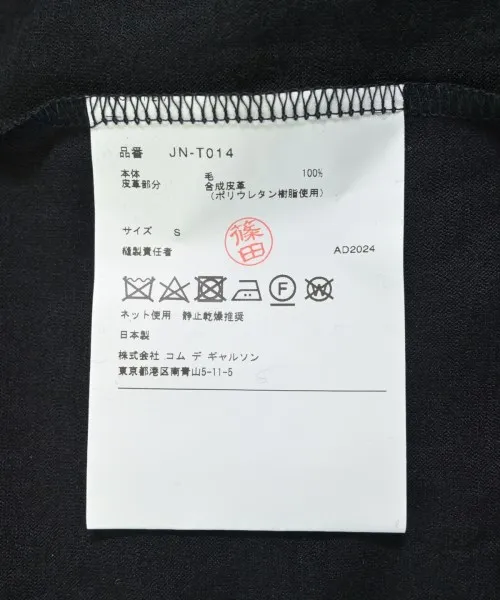 品番 JN-T014
本体 毛 100%
皮革部分 合成皮革
(ポリウレタン樹脂使用)
サイズ S
篠田
縫製責任者 AD2024
F W
ネット使用 静止乾燥推奨
日本製
株式会社 コム デ ギャルソン
東京都港区南青山5-11-5